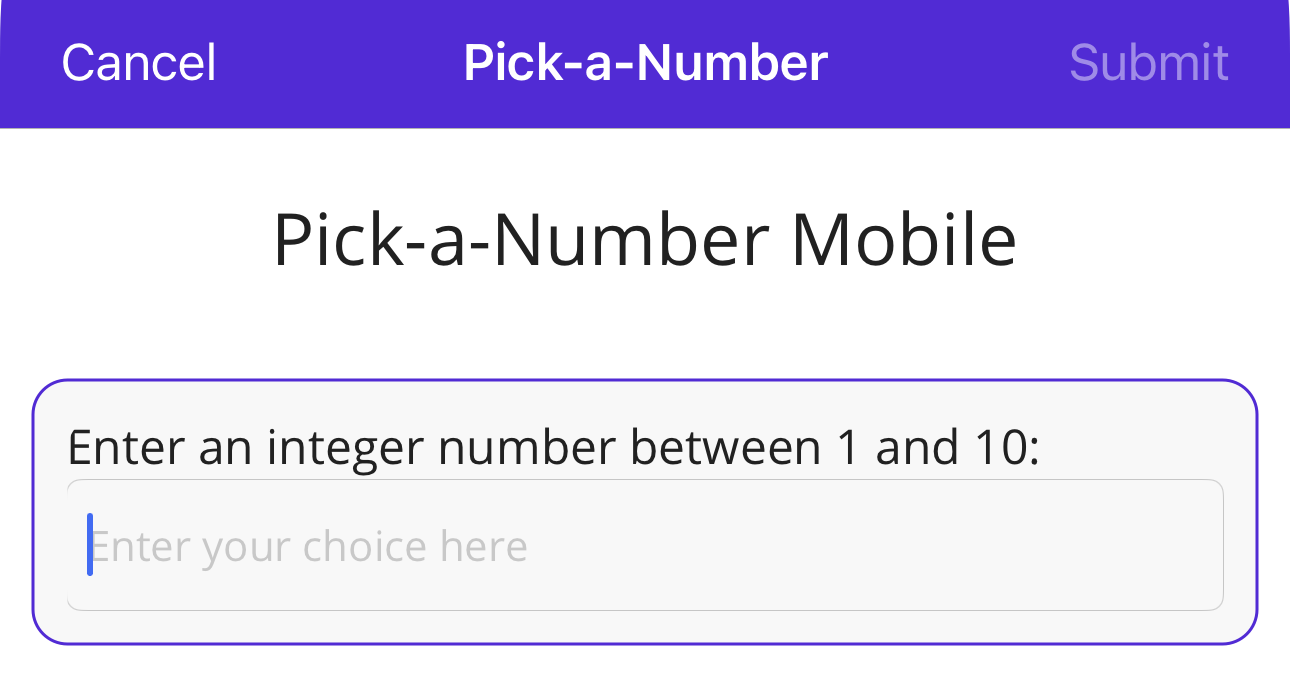 Cancel Pick-a-Number Submit
Pick-a-Number Mobile
Enter an integer number between 1 and 10:
Enter your choice here